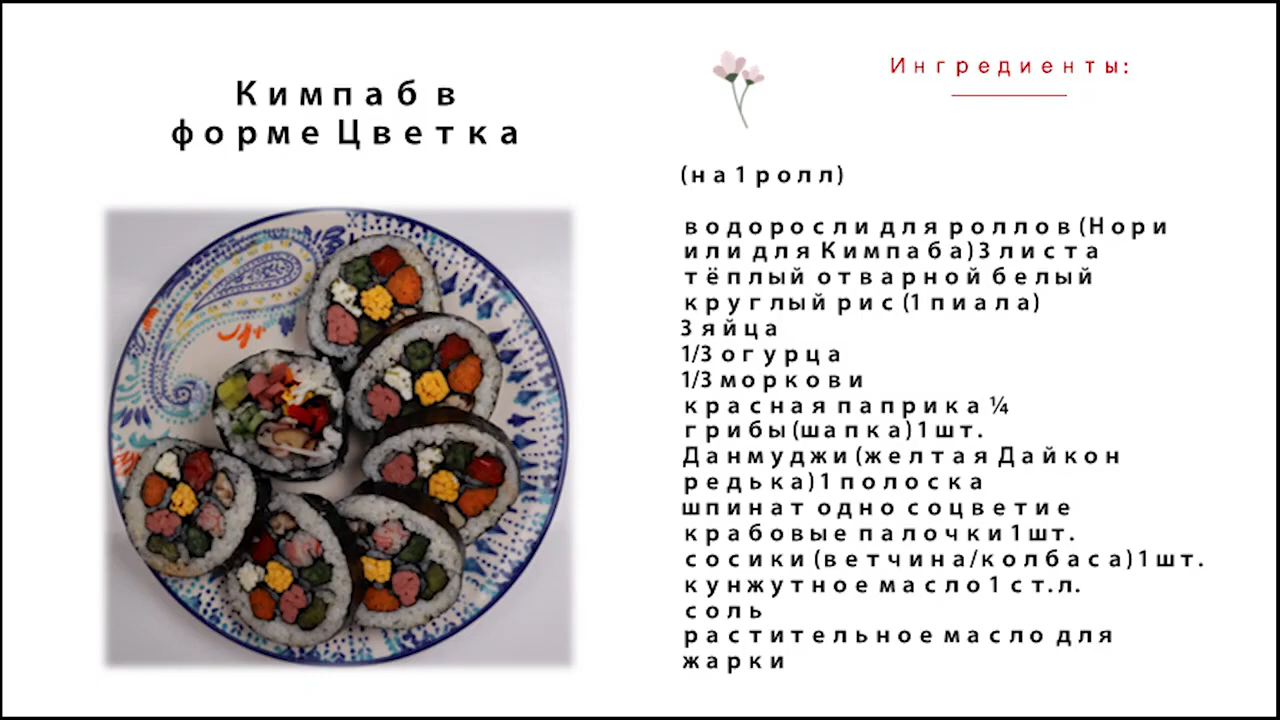 Кимпаб в
форме Цветка
Ингредиенты:
(на 1 ролл)
водоросли для роллов (Нори
или для Кимпаба) 3 листа
тёплый отварной белый
круглый рис (1 пиала)
3 яйца
1/3 огурца
1/3 моркови
красная паприка ¼
грибы (шапка) 1 шт.
Данмуджи (желтая Дайкон
редька) 1 полоска
шпинат одно соцветие
крабовые палочки 1 шт.
сосики (ветчина/колбаса) 1 шт.
кунжутное масло 1 ст.л.
соль
растительное масло для
жарки